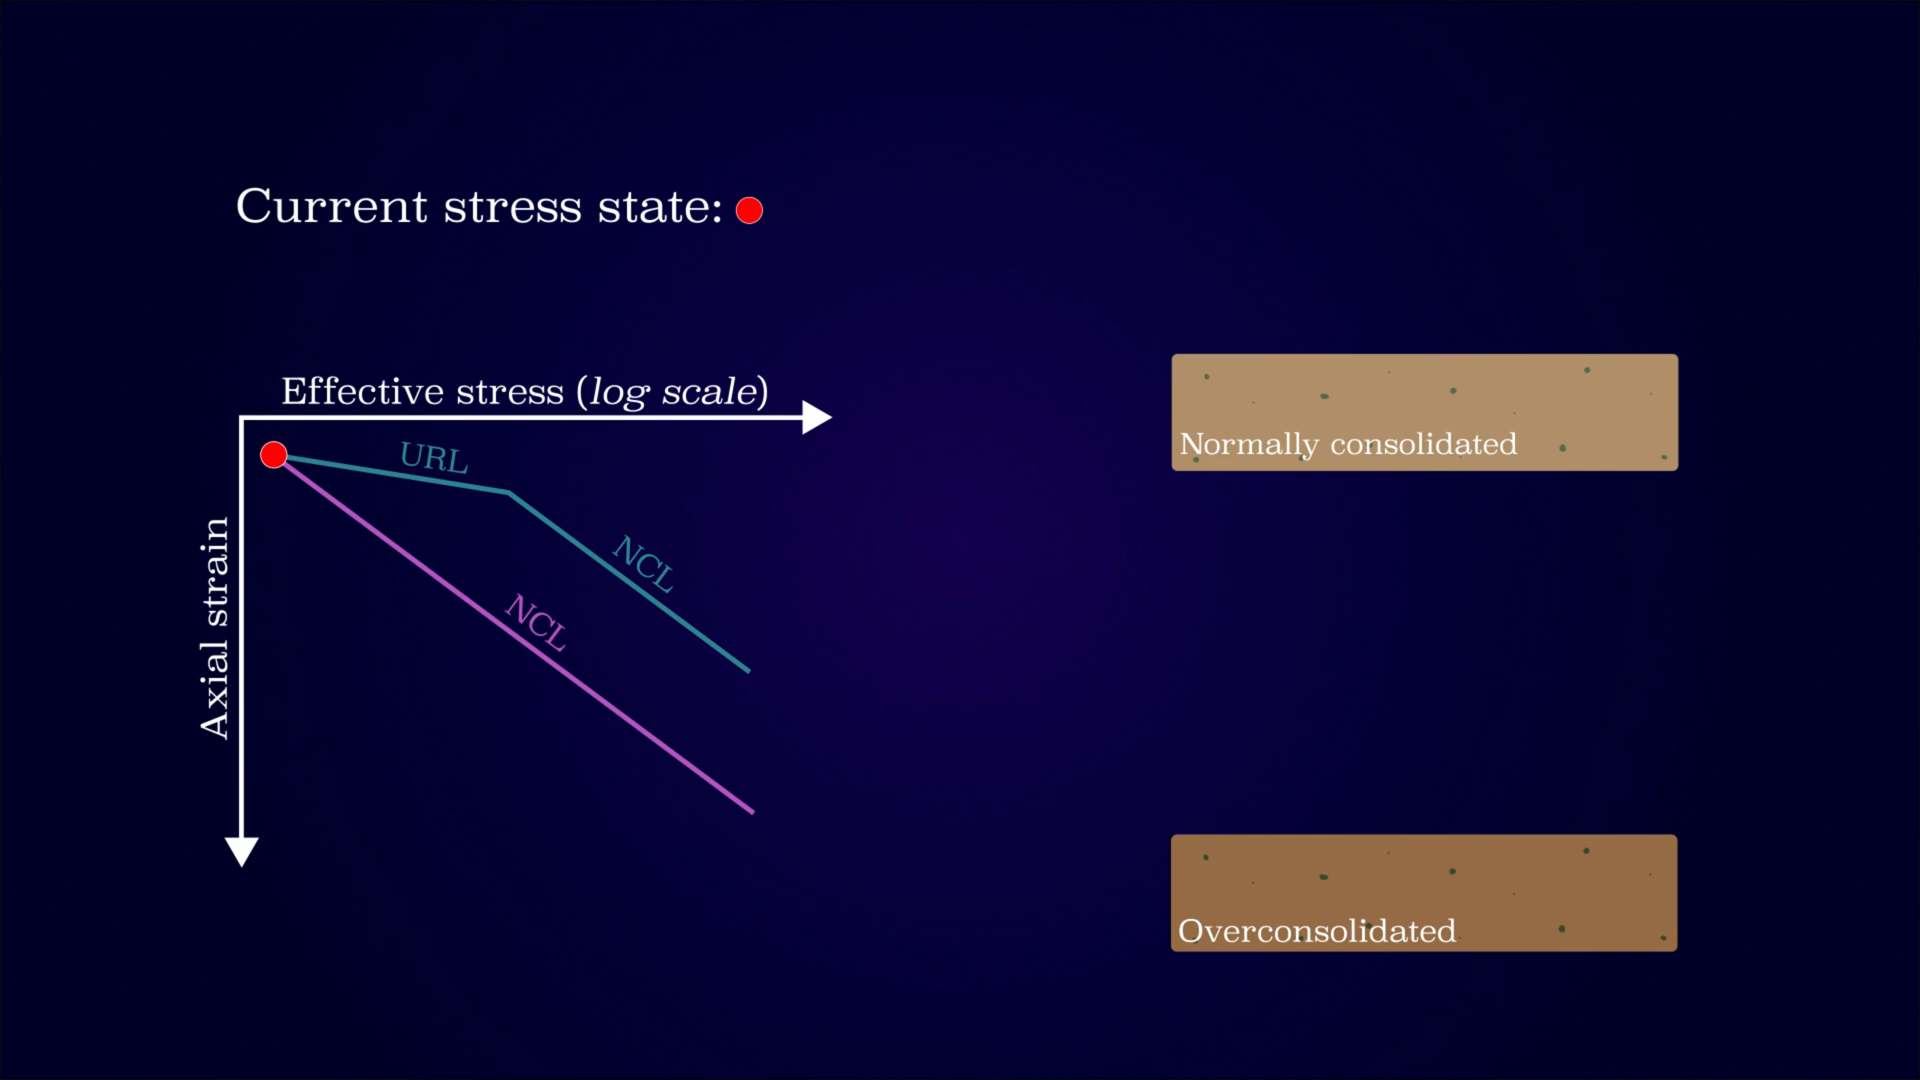 Current stress state:
Effective stress (log scale)
Axial strain
URL
NCL
NCL
Normally consolidated
Overconsolidated